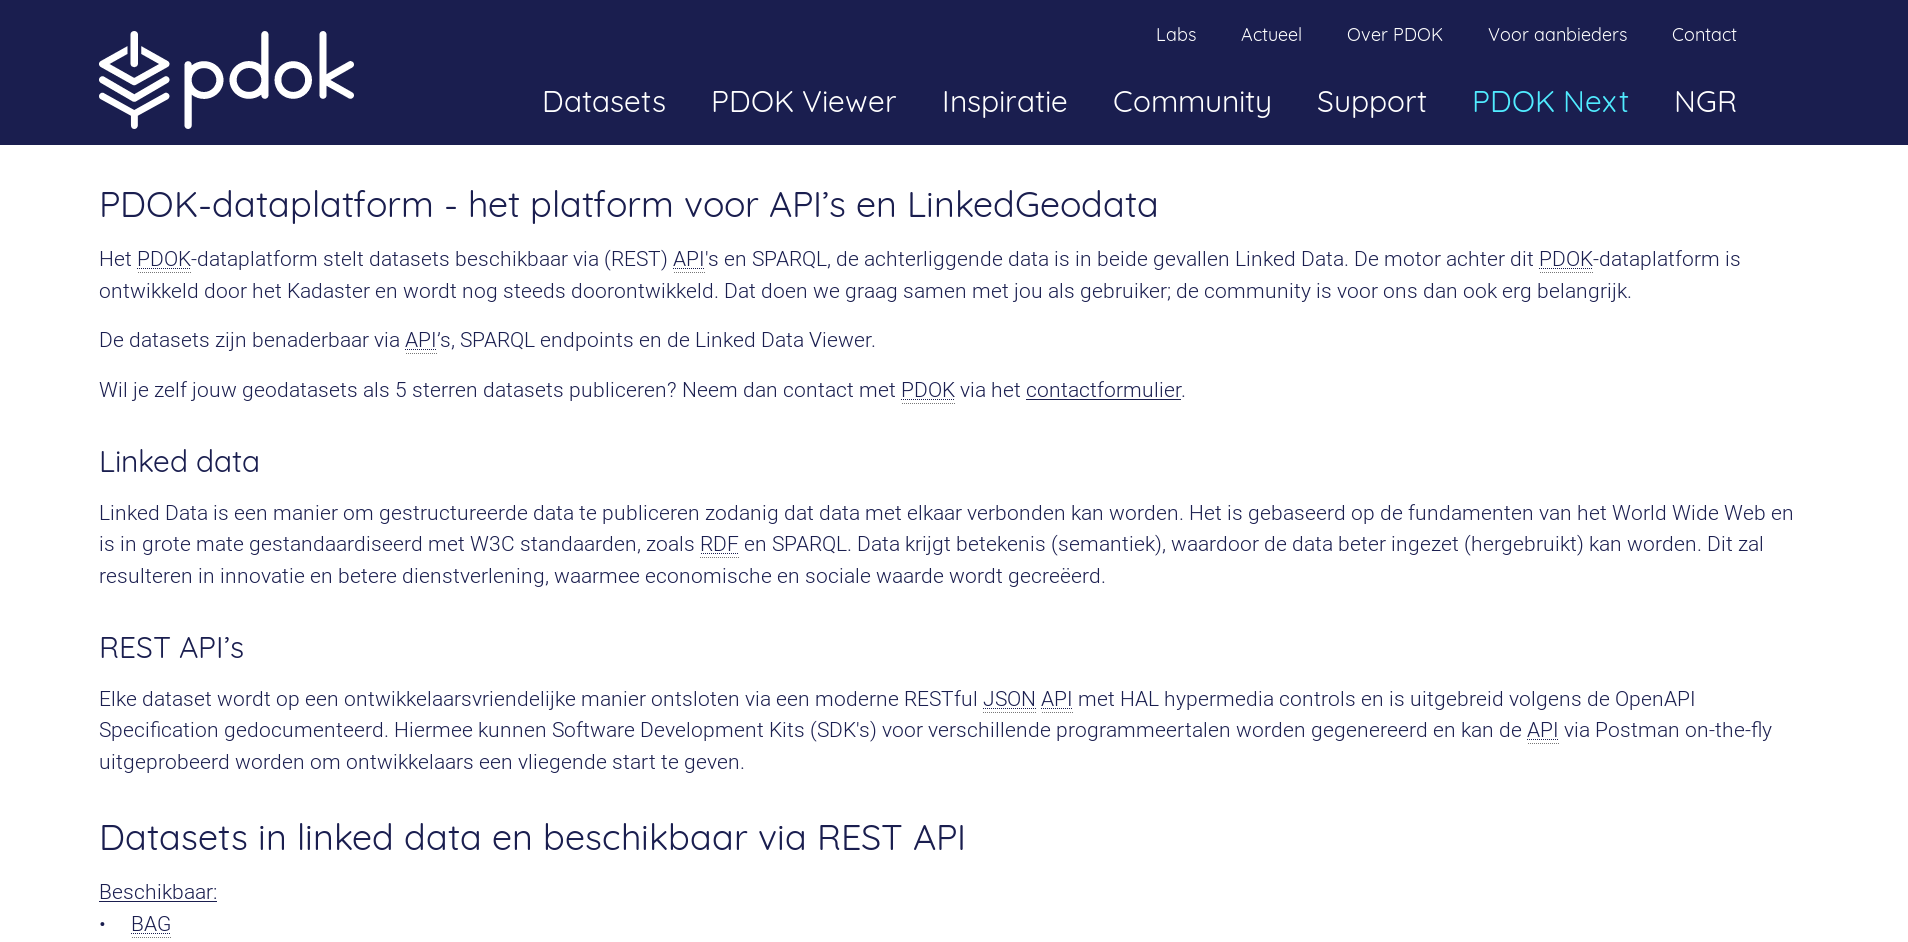 pdok
Labs Actueel Over PDOK Voor aanbieders Contact
Datasets PDOK Viewer Inspiratie Community Support PDOK Next NGR
PDOK-dataplatform - het platform voor API’s en LinkedGeodata
Het PDOK-dataplatform stelt datasets beschikbaar via (REST) API's en SPARQL, de achterliggende data is in beide gevallen Linked Data. De motor achter dit PDOK-dataplatform is
ontwikkeld door het Kadaster en wordt nog steeds doorontwikkeld. Dat doen we graag samen met jou als gebruiker; de community is voor ons dan ook erg belangrijk.
De datasets zijn benaderbaar via API’s, SPARQL endpoints en de Linked Data Viewer.
Wil je zelf jouw geodatasets als 5 sterren datasets publiceren? Neem dan contact met PDOK via het contactformulier.
Linked data
Linked Data is een manier om gestructureerde data te publiceren zodanig dat data met elkaar verbonden kan worden. Het is gebaseerd op de fundamenten van het World Wide Web en
is in grote mate gestandaardiseerd met W3C standaarden, zoals RDF en SPARQL. Data krijgt betekenis (semantiek), waardoor de data beter ingezet (hergebruikt) kan worden. Dit zal
resulteren in innovatie en betere dienstverlening, waarmee economische en sociale waarde wordt gecreëerd.
REST API’s
Elke dataset wordt op een ontwikkelaarsvriendelijke manier ontsloten via een moderne RESTful JSON API met HAL hypermedia controls en is uitgebreid volgens de OpenAPI
Specification gedocumenteerd. Hiermee kunnen Software Development Kits (SDK's) voor verschillende programmeertalen worden gegenereerd en kan de API via Postman on-the-fly
uitgeprobeerd worden om ontwikkelaars een vliegende start te geven.
Datasets in linked data en beschikbaar via REST API
Beschikbaar:
• BAG